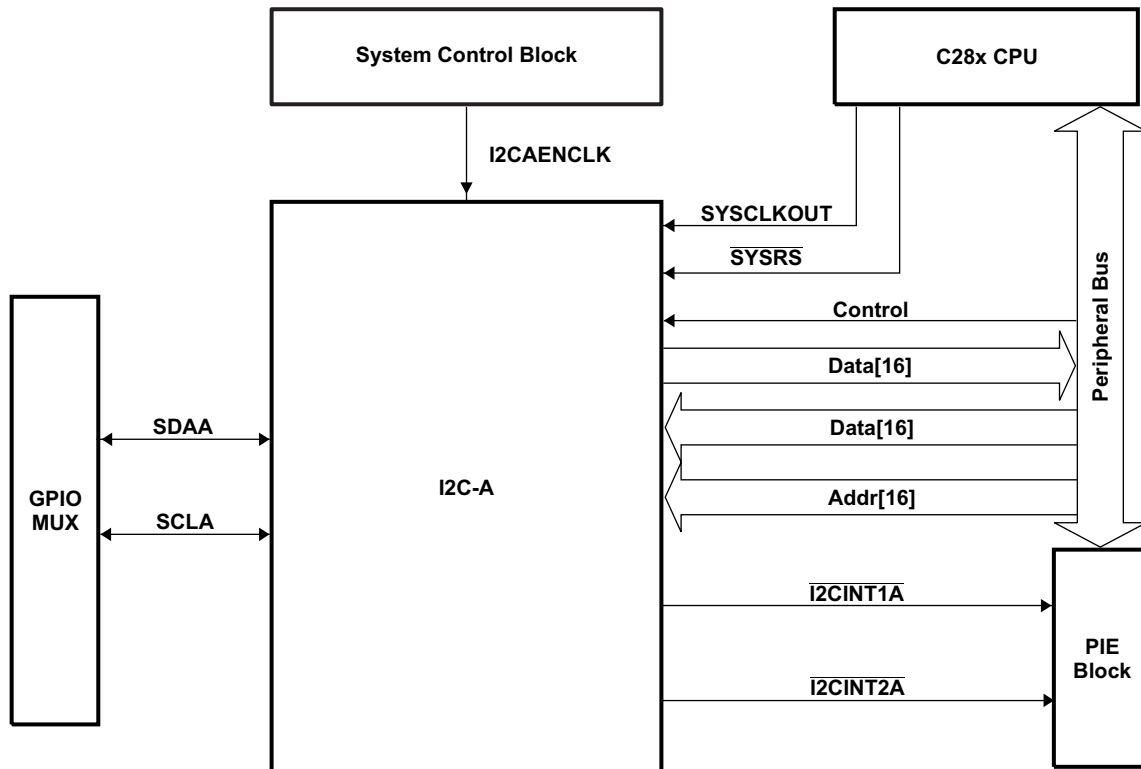 System Control Block
C28x CPU
I2CAENCLK
SYSCLKOUT
SYSRS
Control
Data[16]
Data[16]
Addr[16]
Peripheral Bus
SDAA
SCLA
GPIO
MUX
I2C-A
I2CINT1A
I2CINT2A
PIE
Block